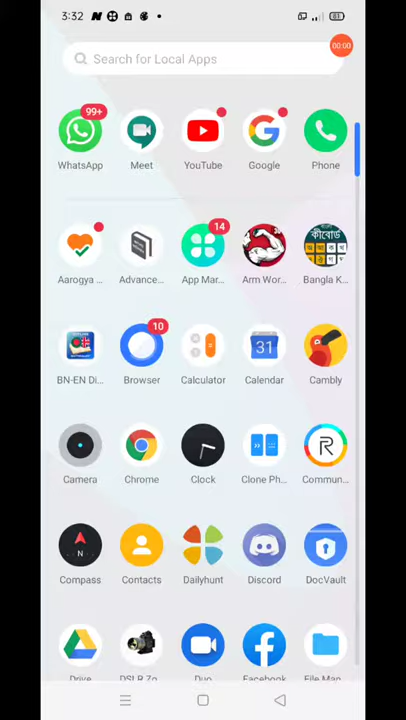 3:32
83
00:00
Search for Local Apps
99+
WhatsApp Meet YouTube Google Phone
14
কীবোর্ড
Aarogya ... Advance... App Mar... Arm Wor... Bangla K...
10
31
BN-EN Di... Browser Calculator Calendar Cambly
R
Camera Chrome Clock Clone Ph... Commun...
N
Compass Contacts Dailyhunt Discord DocVault
Drive DSLR Zo... Duo Facebook File Man...